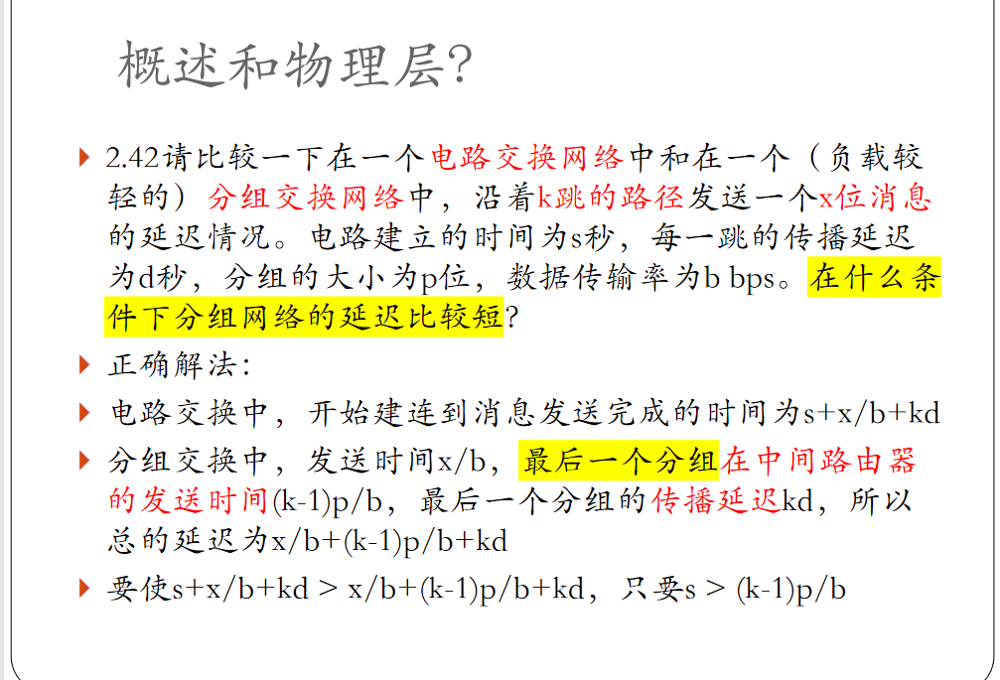 概述和物理层?
2.42请比较一下在一个电路交换网络中和在一个（负载较
轻的）分组交换网络中，沿着k跳的路径发送一个x位消息
的延迟情况。电路建立的时间为s秒，每一跳的传播延迟
为d秒，分组的大小为p位，数据传输率为b bps。在什么条
件下分组网络的延迟比较短?
正确解法：
电路交换中，开始建连到消息发送完成的时间为s+x/b+kd
分组交换中，发送时间x/b，最后一个分组在中间路由器
的发送时间(k-1)p/b，最后一个分组的传播延迟kd，所以
总的延迟为x/b+(k-1)p/b+kd
要使s+x/b+kd > x/b+(k-1)p/b+kd，只要s > (k-1)p/b